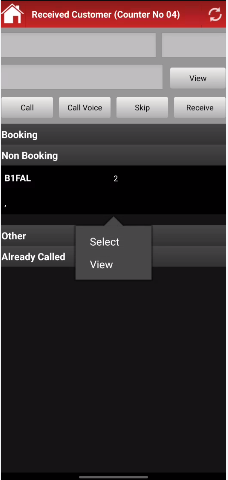 Received Customer (Counter No 04)
View
Call Call Voice Skip Receive
Booking
Non Booking
B1FAL 2
.
Other
Select
Already Called
View